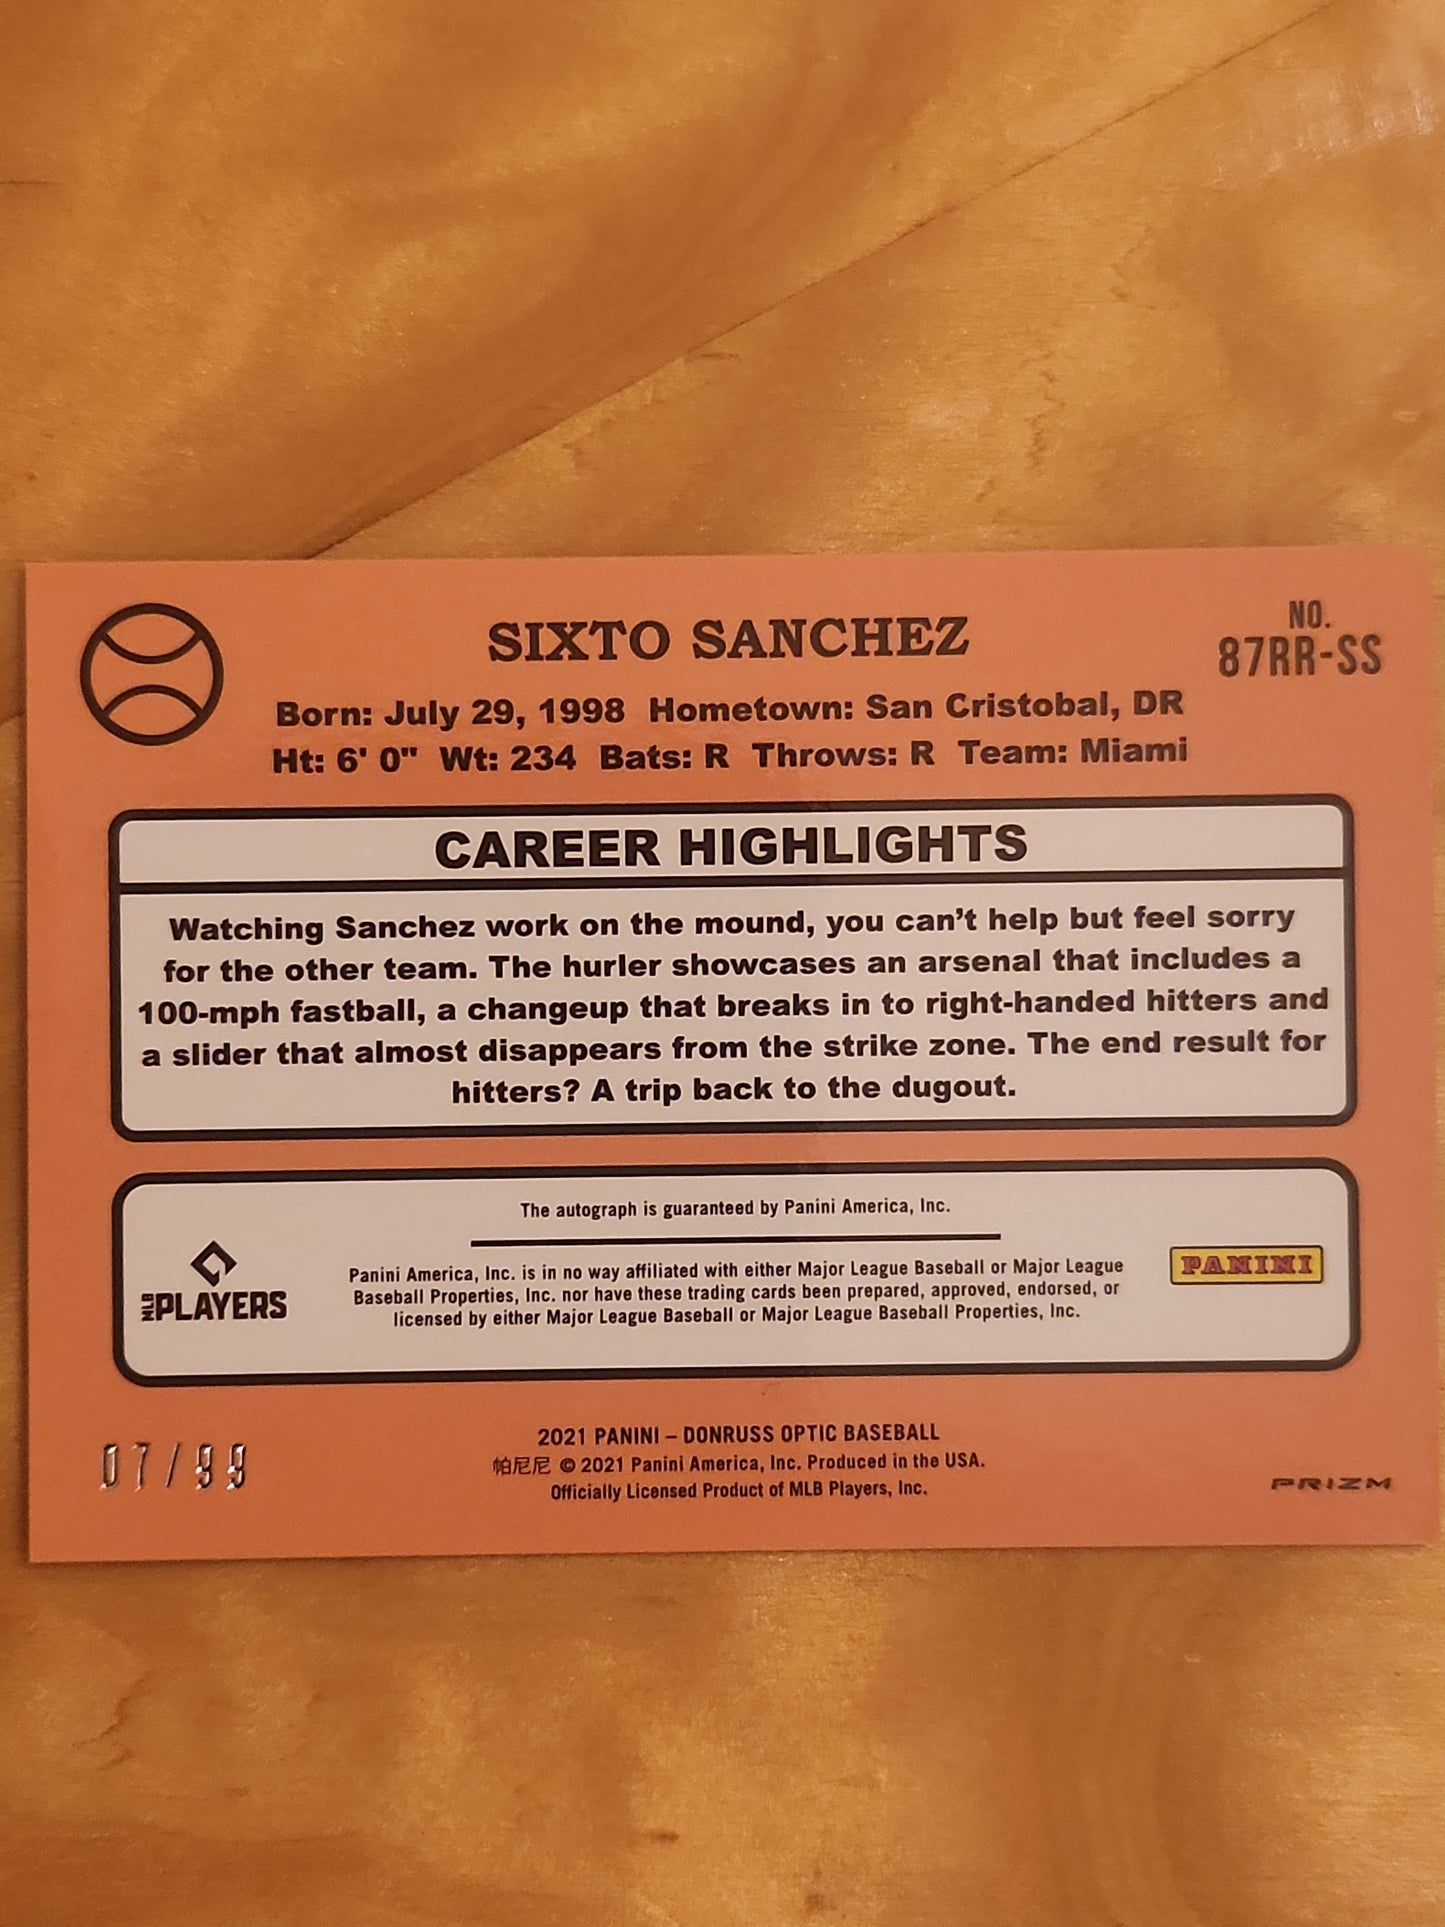 SIXTO SANCHEZ
NO.
87RR-SS
Born: July 29, 1998 Hometown: San Cristobal, DR
Ht: 6' 0" Wt: 234 Bats: R Throws: R Team: Miami
CAREER HIGHLIGHTS
Watching Sanchez work on the mound, you can't help but feel sorry
for the other team. The hurler showcases an arsenal that includes a
100-mph fastball, a changeup that breaks in to right-handed hitters and
a slider that almost disappears from the strike zone. The end result for
hitters? A trip back to the dugout.
The autograph is guaranteed by Panini America, Inc.
Panini America, Inc. is in no way affiliated with either Major League Baseball or Major League
Baseball Properties, Inc. nor have these trading cards been prepared, approved, endorsed, or
licensed by either Major League Baseball or Major League Baseball Properties, Inc.
MLB PLAYERS
PANINI
07/99
2021 PANINI – DONRUSS OPTIC BASEBALL
帕尼尼 © 2021 Panini America, Inc. Produced in the USA.
Officially Licensed Product of MLB Players, Inc.
PRIZM